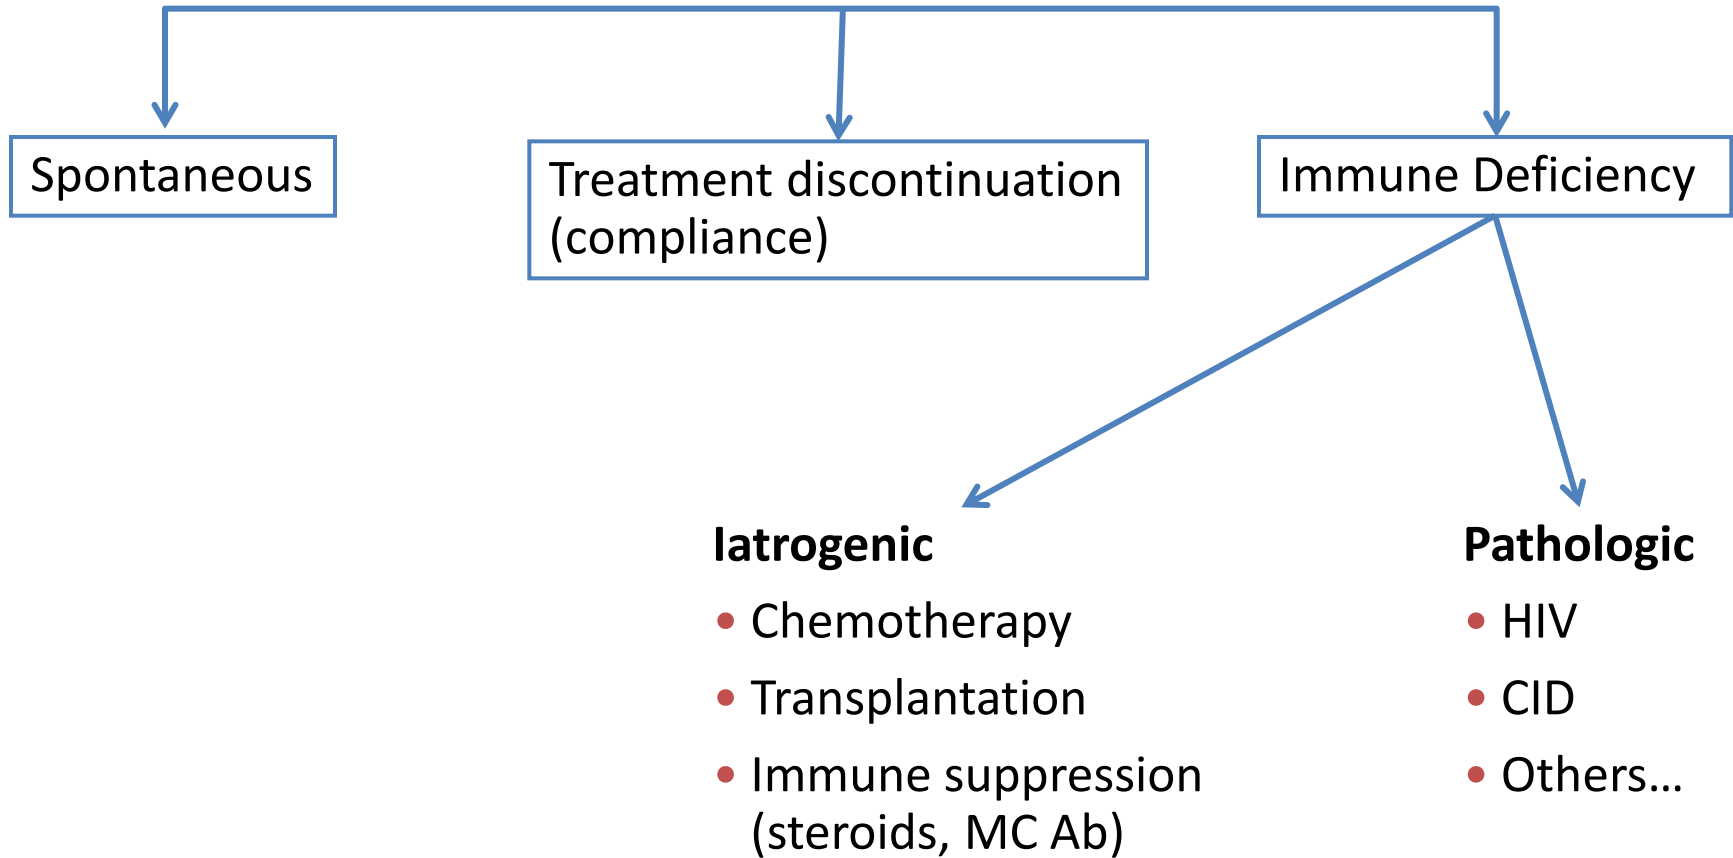 Spontaneous
Treatment discontinuation
(compliance)
Immune Deficiency
Iatrogenic
• Chemotherapy
• Transplantation
• Immune suppression
(steroids, MC Ab)
Pathologic
• HIV
• CID
• Others...